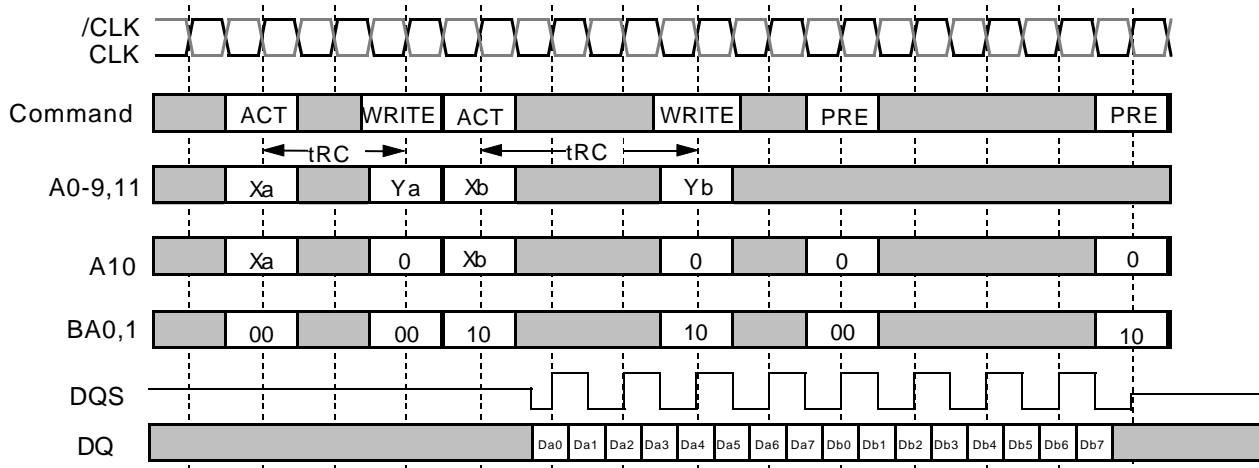 /CLK
CLK
Command ACT WRITE ACT WRITE PRE PRE
tRC tRC
A0-9,11 Xa Ya Xb Yb
A10 Xa 0 Xb 0 0 0
BA0,1 00 00 10 10 00 10
DQS
DQ Da0 Da1 Da2 Da3 Da4 Da5 Da6 Da7 Db0 Db1 Db2 Db3 Db4 Db5 Db6 Db7